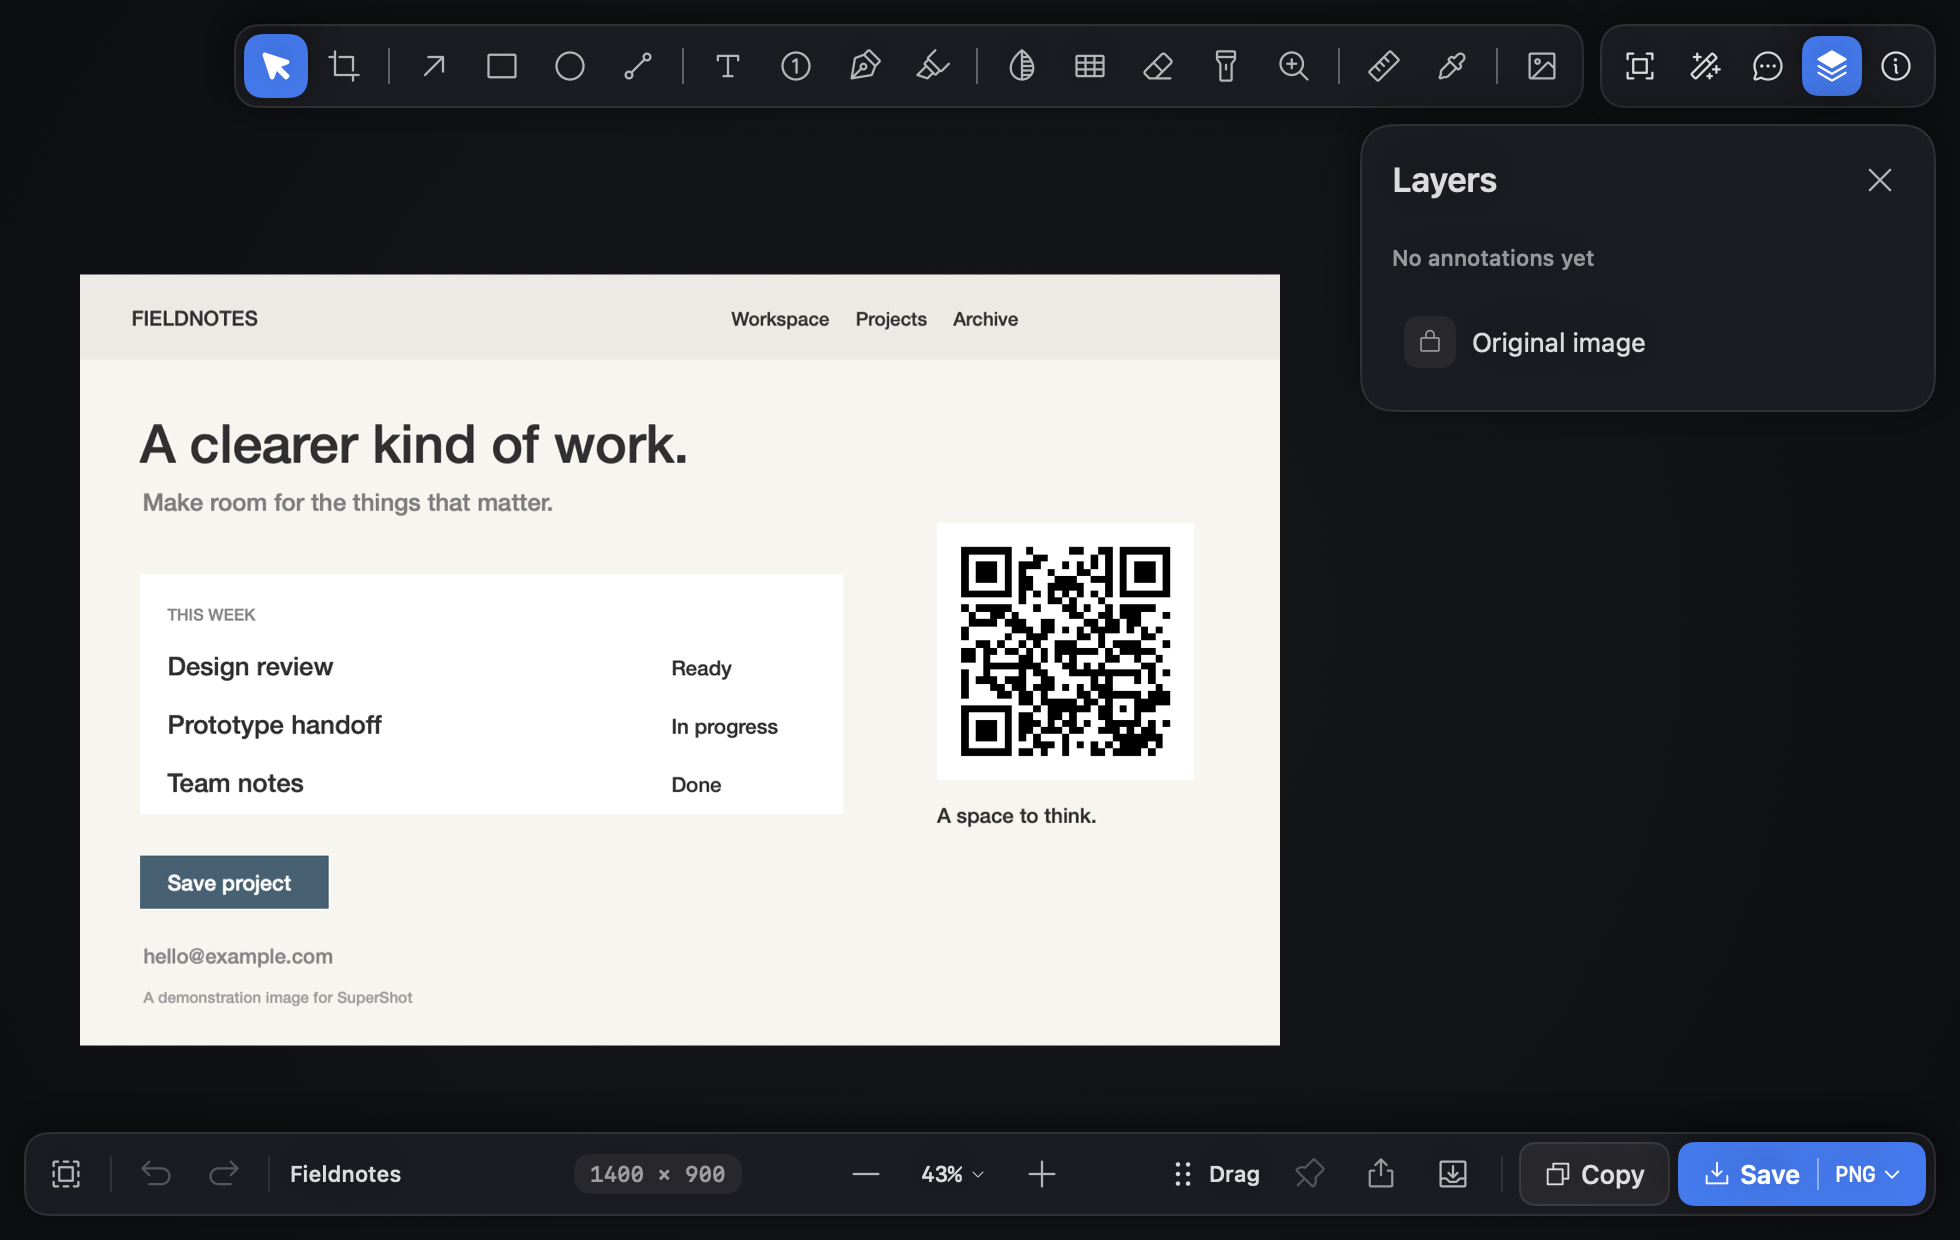 1
Layers
No annotations yet
Original image
FIELDNOTES Workspace Projects Archive
A clearer kind of work.
Make room for the things that matter.
THIS WEEK
Design review Ready
Prototype handoff In progress
Team notes Done
A space to think.
Save project
hello@example.com
A demonstration image for SuperShot
Fieldnotes 1400 × 900 43% Drag Copy Save PNG